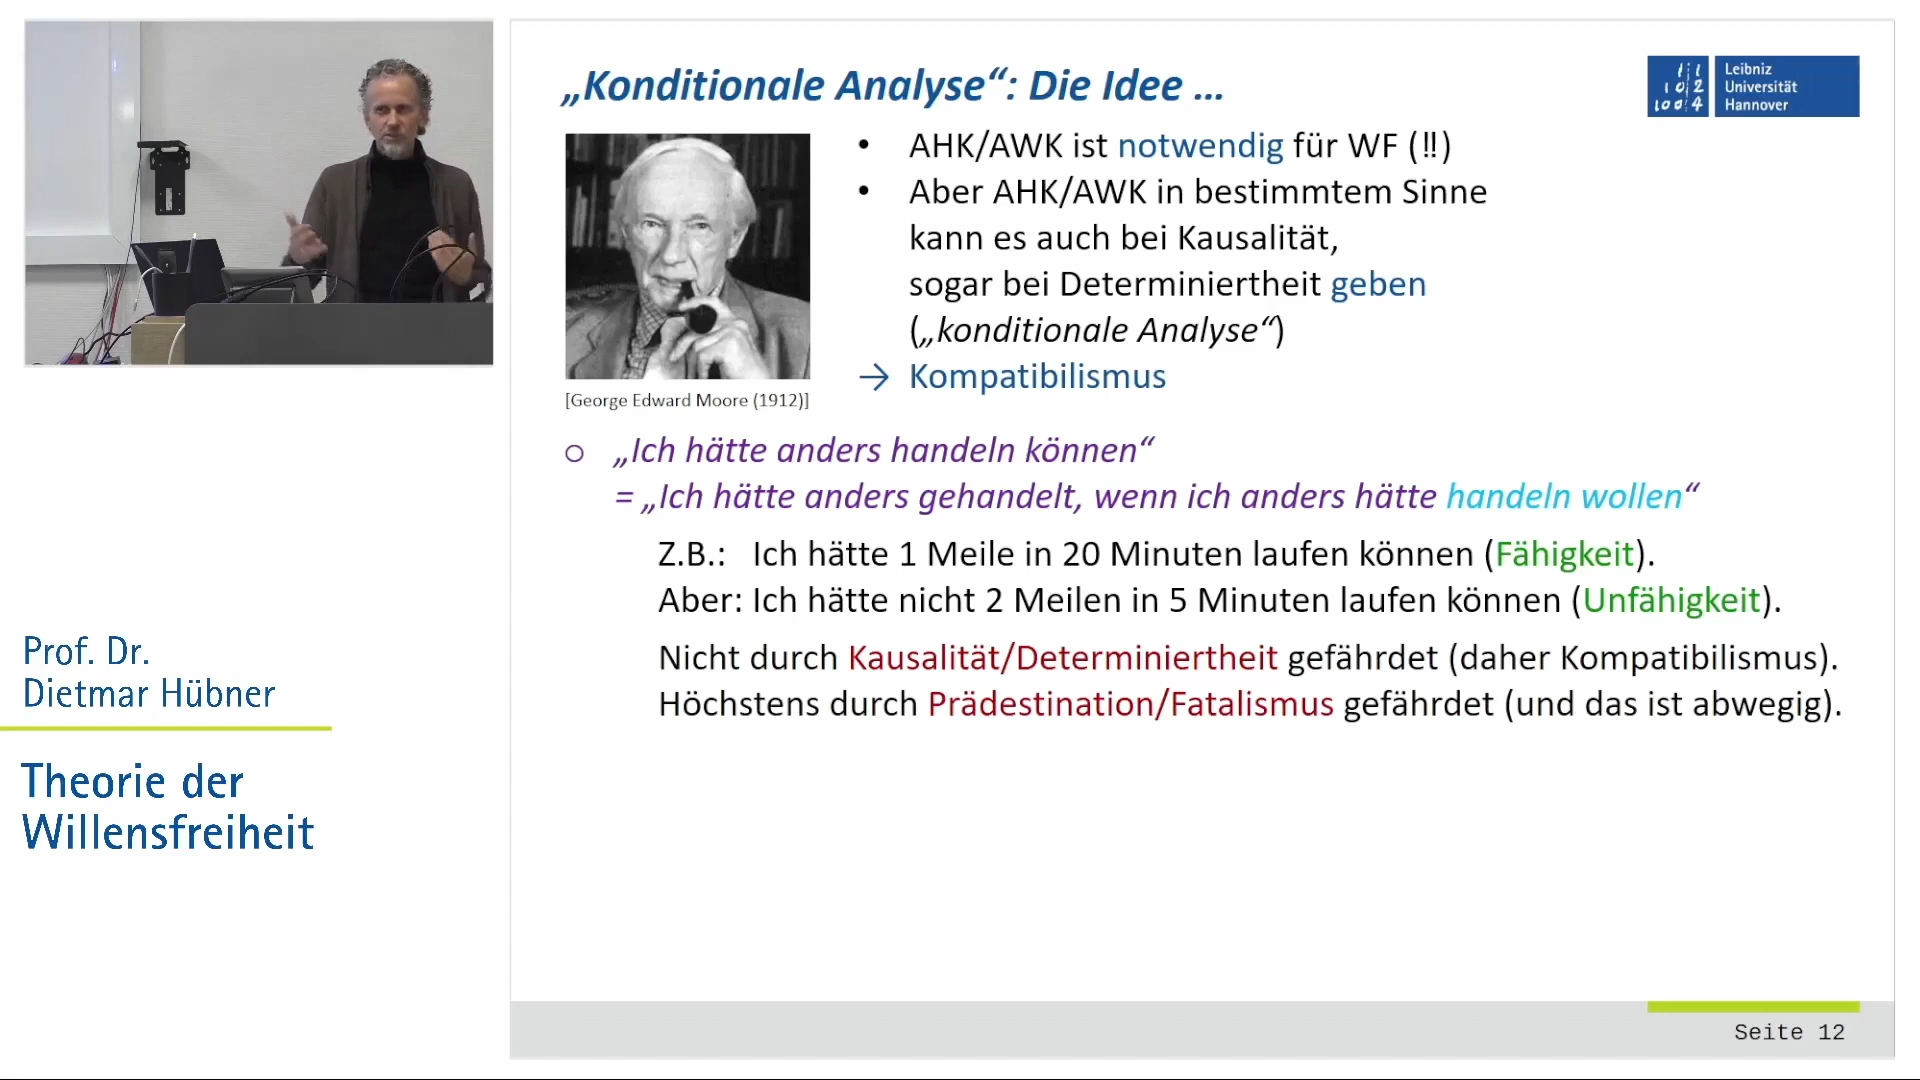 „Konditionale Analyse“: Die Idee …
Leibniz
Universität
Hannover
[George Edward Moore (1912)]
• AHK/AWK ist notwendig für WF (!!)
• Aber AHK/AWK in bestimmtem Sinne
kann es auch bei Kausalität,
sogar bei Determiniertheit geben
(„konditionale Analyse“)
→ Kompatibilismus
o „Ich hätte anders handeln können“
= „Ich hätte anders gehandelt, wenn ich anders hätte handeln wollen“
Z.B.: Ich hätte 1 Meile in 20 Minuten laufen können (Fähigkeit).
Aber: Ich hätte nicht 2 Meilen in 5 Minuten laufen können (Unfähigkeit).
Nicht durch Kausalität/Determiniertheit gefährdet (daher Kompatibilismus).
Höchstens durch Prädestination/Fatalismus gefährdet (und das ist abwegig).
Prof. Dr.
Dietmar Hübner
Theorie der
Willensfreiheit
Seite 12